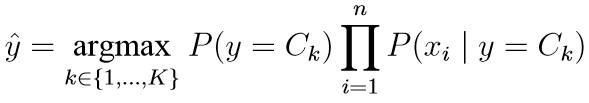 ŷ = argmax_{k∈{1,...,K}} P(y = C_k) ∏_{i=1}^{n} P(x_i | y = C_k)